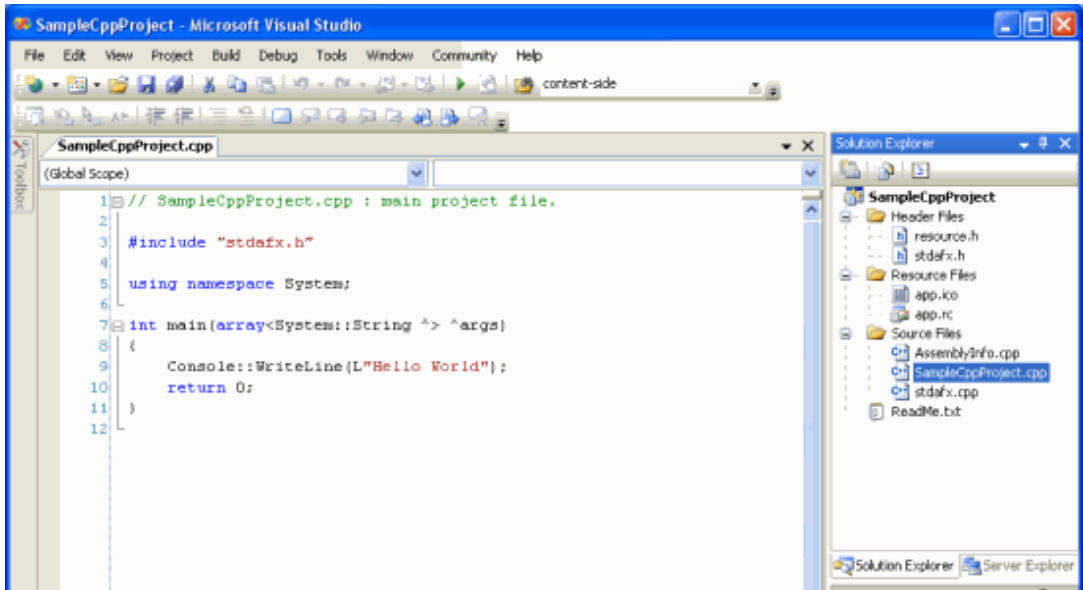 SampleCppProject - Microsoft Visual Studio
File Edit View Project Build Debug Tools Window Community Help
content-side
Toolbox
SampleCppProject.cpp
(Global Scope)
1 // SampleCppProject.cpp : main project file.
2
3 #include "stdafx.h"
4
5 using namespace System;
6
7 int main(array<System::String ^> ^args)
8 {
9 Console::WriteLine(L"Hello World");
10 return 0;
11 }
12
Solution Explorer
SampleCppProject
Header Files
resource.h
stdafx.h
Resource Files
app.ico
app.rc
Source Files
AssemblyInfo.cpp
SampleCppProject.cpp
stdafx.cpp
ReadMe.txt
Solution Explorer Server Explorer